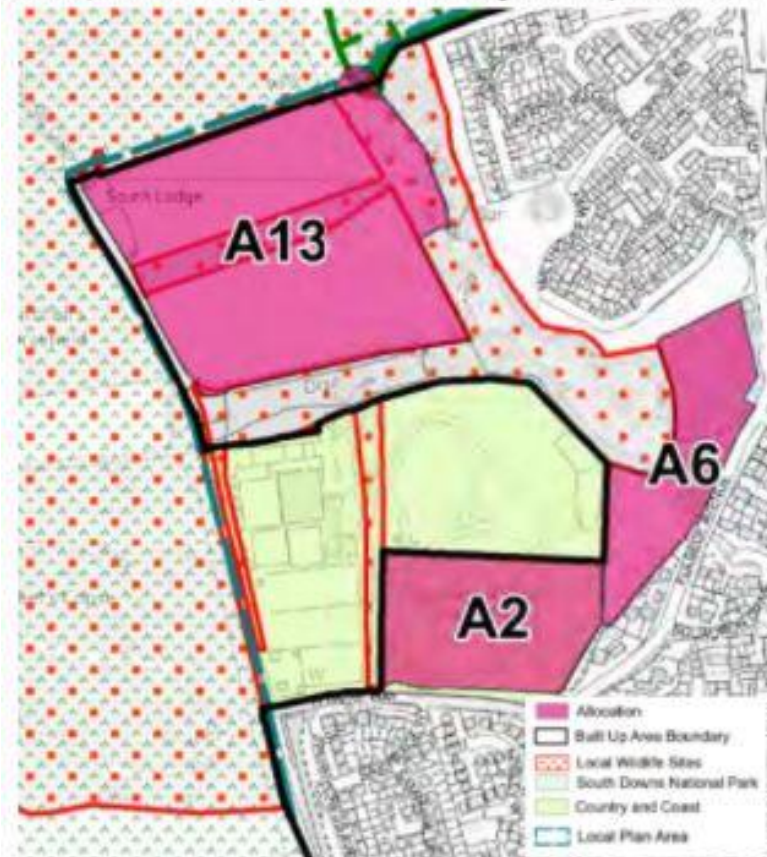 South Lodge
A13
A6
A2
Allocation
Built Up Area Boundary
Local Wildlife Sites
South Downs National Park
Country and Coast
Local Plan Area